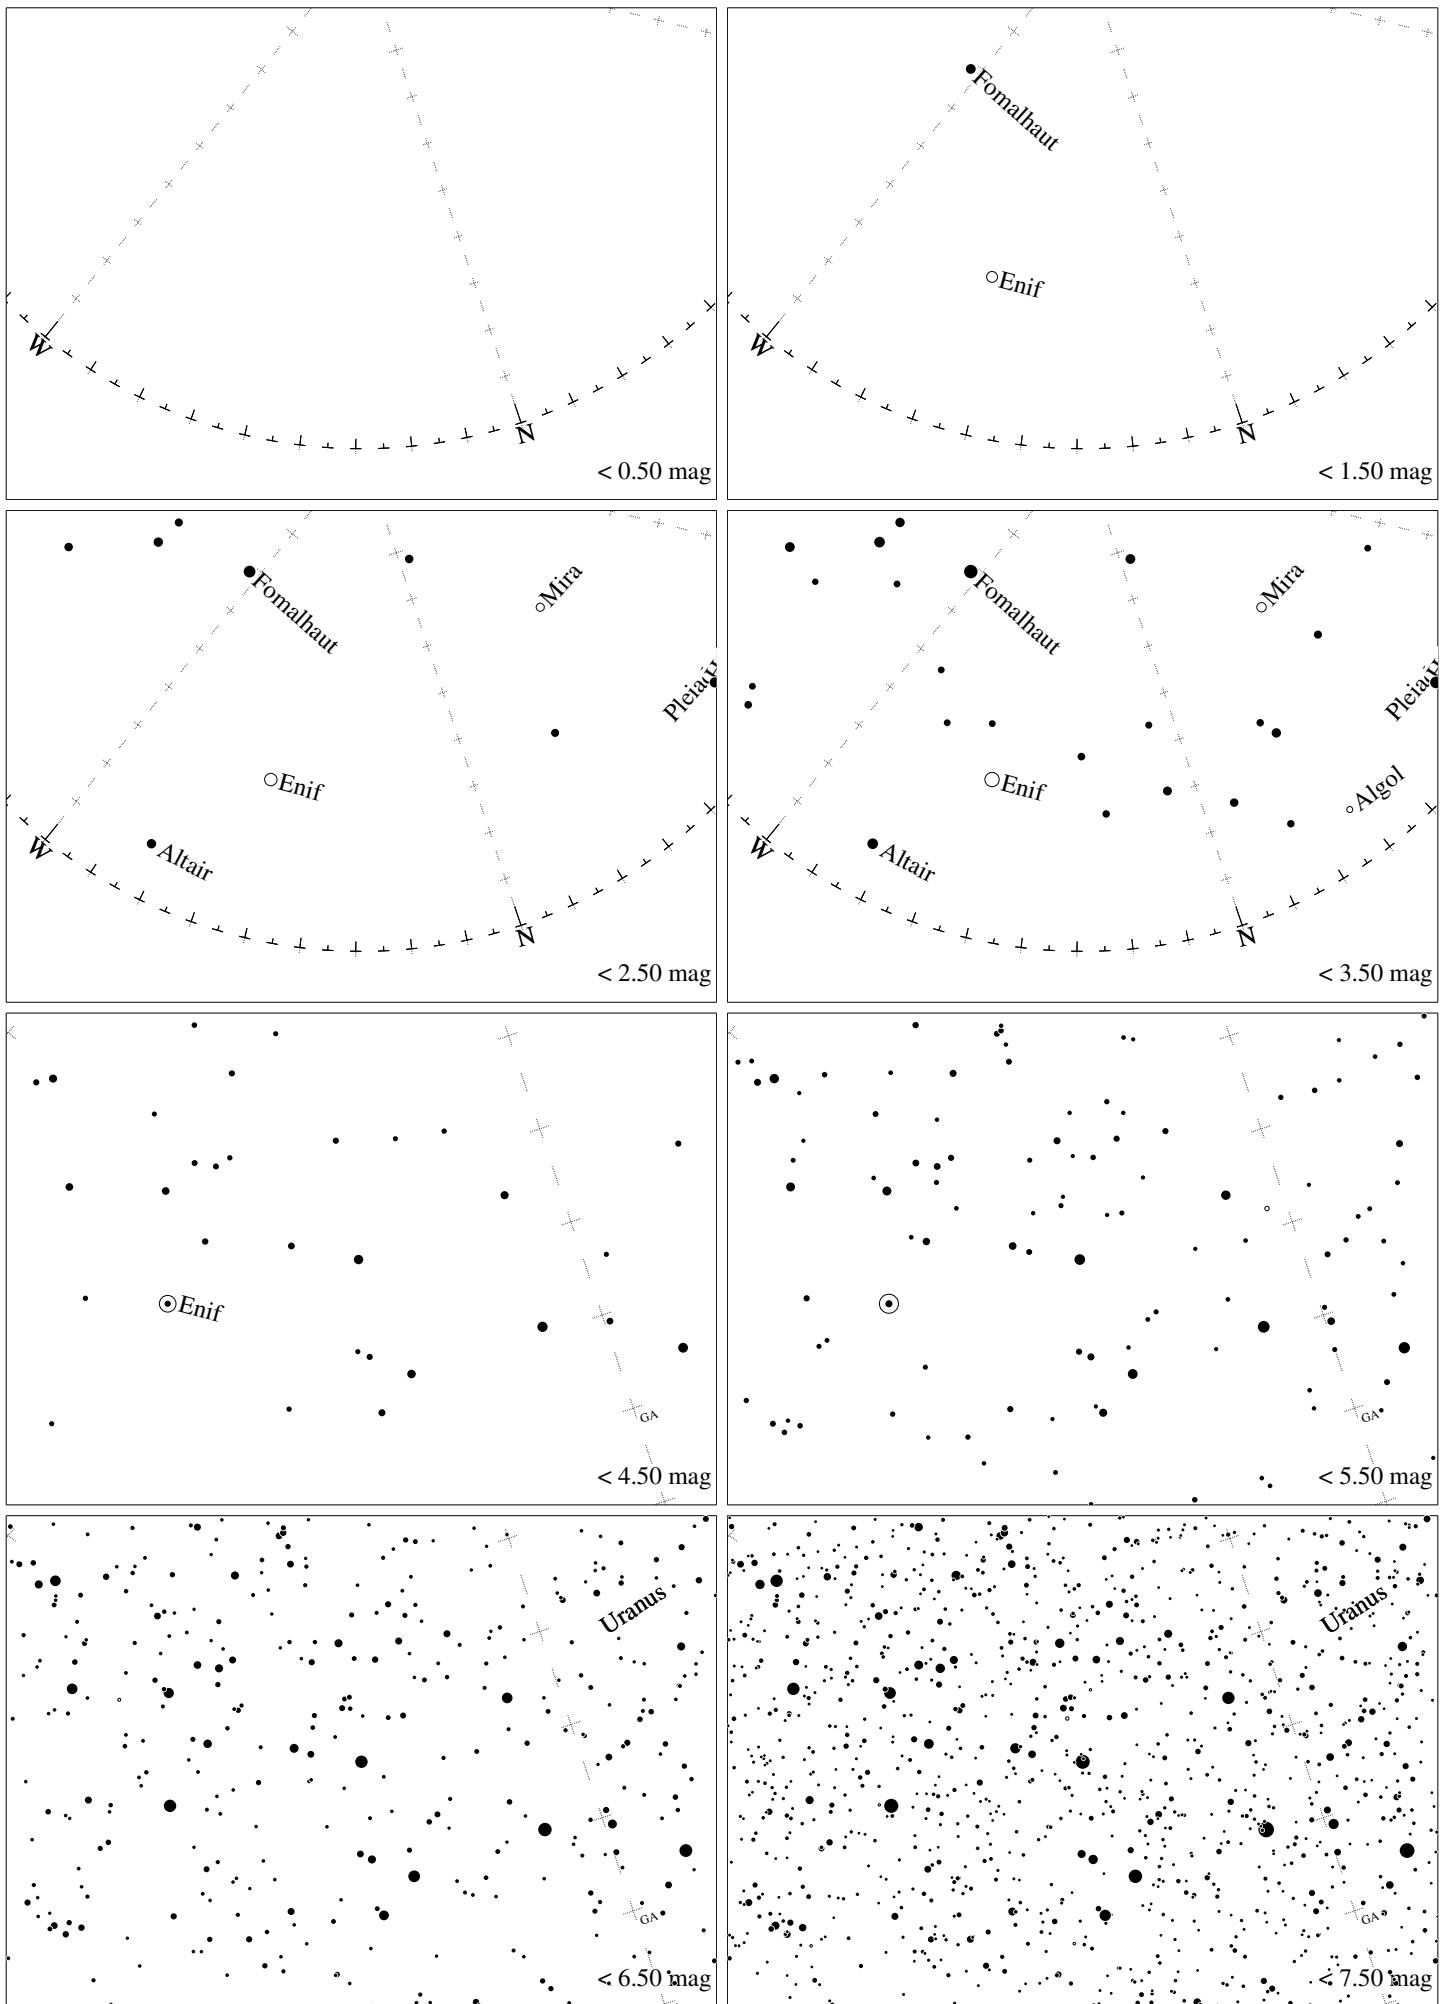 W
N
< 0.50 mag
Fomalhaut
Enif
W
N
< 1.50 mag
Fomalhaut
Mira
Enif
Altair
W
N
< 2.50 mag
Fomalhaut
Mira
Enif
Algol
Altair
W
N
< 3.50 mag
Enif
GA
< 4.50 mag
GA
< 5.50 mag
Uranus
GA
< 6.50 mag
Uranus
GA
< 7.50 mag